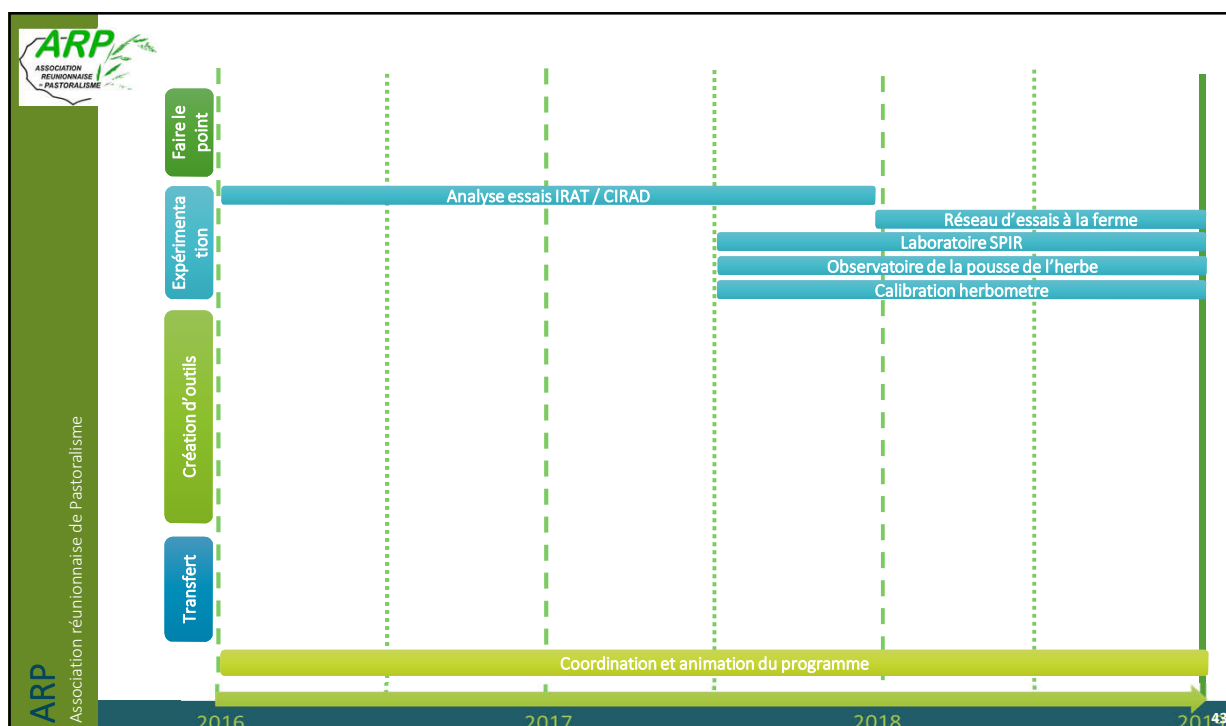 ARP
ASSOCIATION
REUNIONNAISE
PASTORALISME
Faire le
point
Expérimenta
tion
Création d'outils
Transfert
Analyse essais IRAT / CIRAD
Réseau d'essais à la ferme
Laboratoire SPIR
Observatoire de la pousse de l'herbe
Calibration herbometre
Coordination et animation du programme
ARP
Association réunionnaise de Pastoralisme
2016
2017
2018